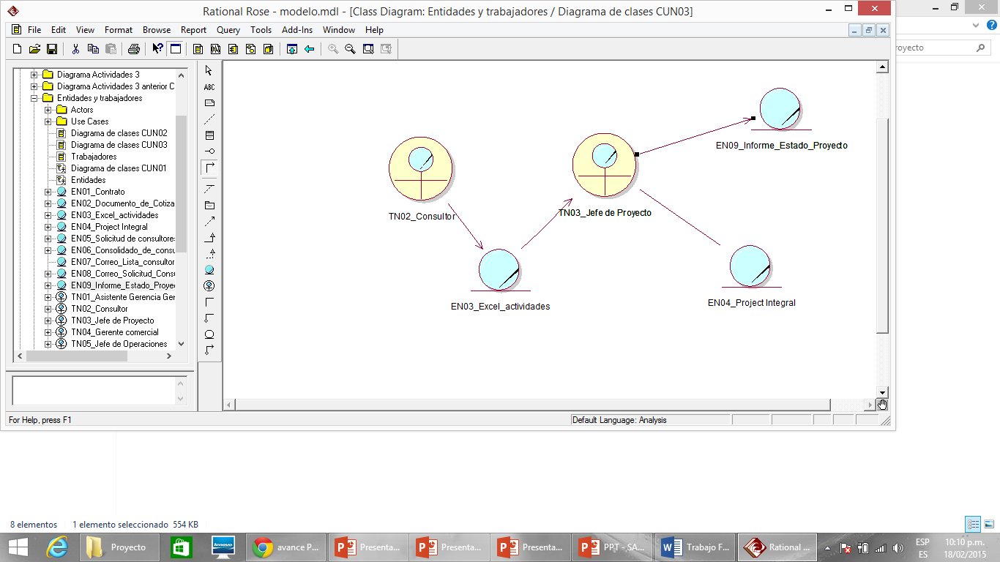 Rational Rose - modelo.mdl - [Class Diagram: Entidades y trabajadores / Diagrama de clases CUN03]
File Edit View Format Browse Report Query Tools Add-Ins Window Help
royecto
ABC
Diagrama Actividades 3
Diagrama Actividades 3 anterior C
Entidades y trabajadores
Actors
Use Cases
Diagrama de clases CUN02
Diagrama de clases CUN03
Trabajadores
Diagrama de clases CUN01
Entidades
EN01_Contrato
EN02_Documento_de_Cotiza
EN03_Excel_actividades
EN04_Project Integral
EN05_Solicitud de consultores
EN06_Consolidado_de_consu
EN07_Correo_Lista_consultor
EN08_Correo_Solicitud_Consu
EN09_Informe_Estado_Proye
TN01_Asistente Gerencia Ger
TN02_Consultor
TN03_Jefe de Proyecto
TN04_Gerente comercial
TN05_Jefe de Operaciones
EN09_Informe_Estado_Proyecto
TN02_Consultor
TN03_Jefe de Proyecto
EN03_Excel_actividades
EN04_Project Integral
For Help, press F1
Default Language: Analysis
8 elementos 1 elemento seleccionado 554 KB
Proyecto
avance P...
Presenta...
Presenta...
Presenta...
PPT - SA...
Trabajo F...
Rational ...
ESP
ES
10:10 p.m.
18/02/2015